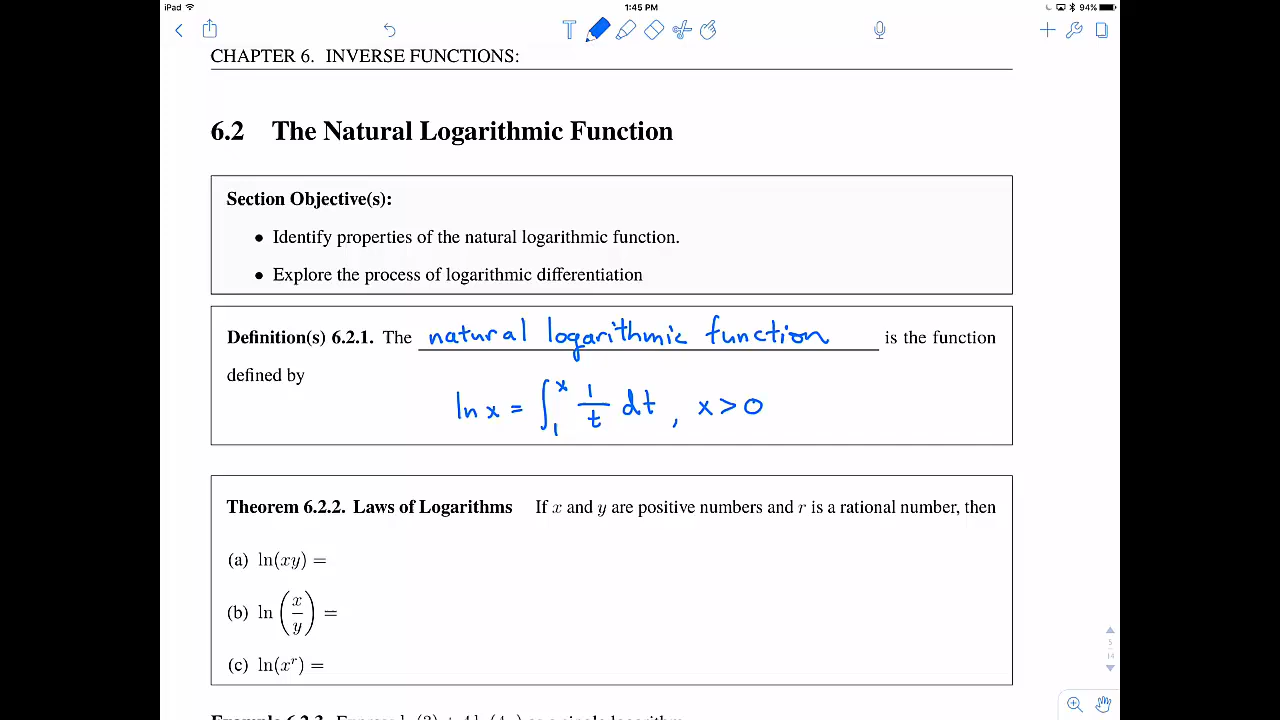 iPad 1:45 PM 94%
CHAPTER 6. INVERSE FUNCTIONS:
6.2 The Natural Logarithmic Function
Section Objective(s):
• Identify properties of the natural logarithmic function.
• Explore the process of logarithmic differentiation
Definition(s) 6.2.1. The natural logarithmic function is the function
defined by
ln x = ∫₁ˣ 1/t dt, x > 0
Theorem 6.2.2. Laws of Logarithms If x and y are positive numbers and r is a rational number, then
(a) ln(xy) =
(b) ln (x/y) =
(c) ln(xʳ) =
5
14